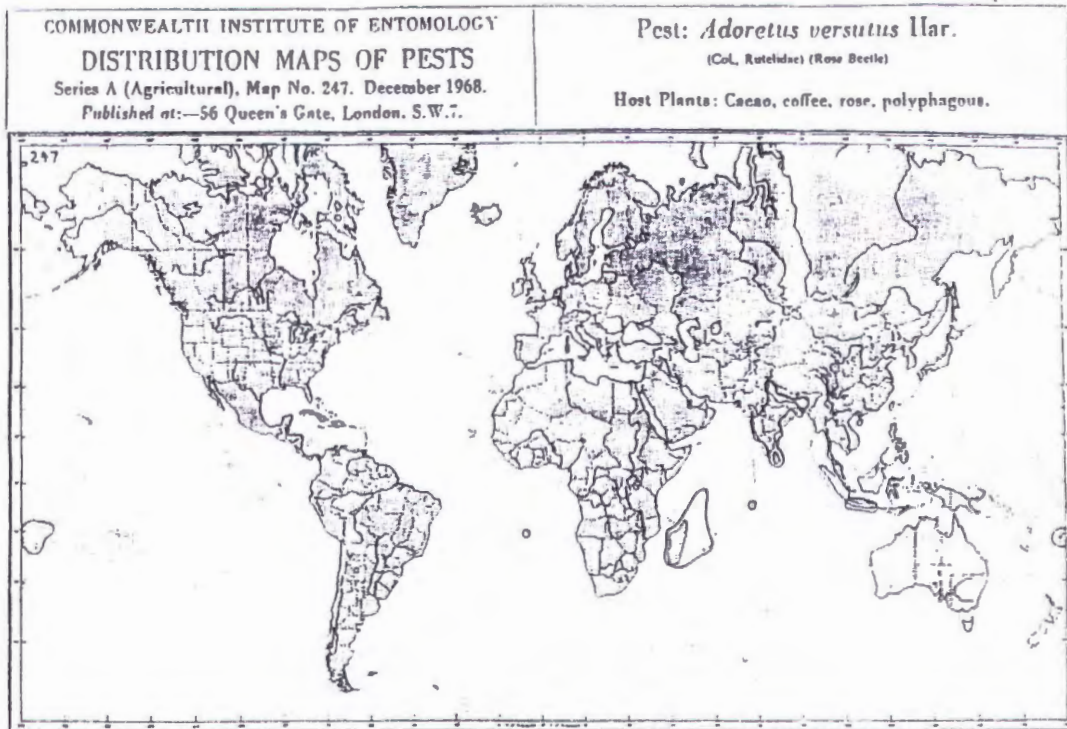 COMMONWEALTH INSTITUTE OF ENTOMOLOGY
DISTRIBUTION MAPS OF PESTS
Series A (Agricultural), Map No. 247. December 1968.
Published at:—56 Queen's Gate, London, S.W.7.
Pest: Adoretus versutus Har.
(Col., Rutelidae) (Rose Beetle)
Host Plants: Cacao, coffee, rose, polyphagous.
247